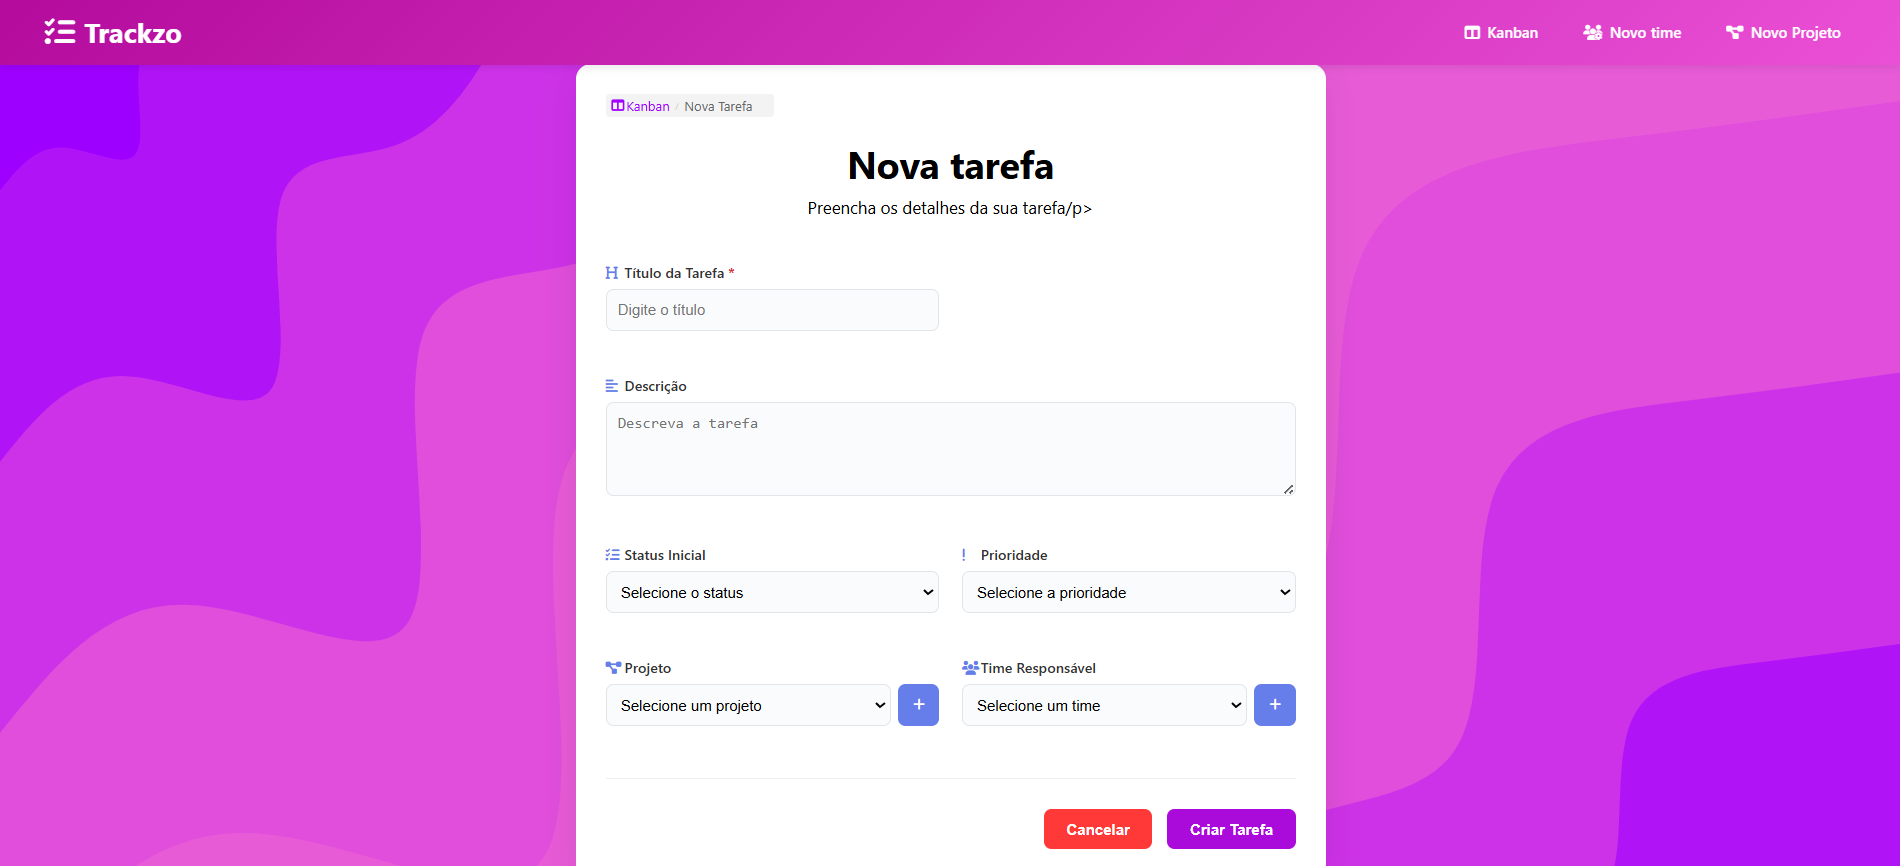 Trackzo
Kanban Novo time Novo Projeto
Kanban / Nova Tarefa
Nova tarefa
Preencha os detalhes da sua tarefa/p>
Título da Tarefa *
Digite o título
Descrição
Descreva a tarefa
Status Inicial Prioridade
Selecione o status Selecione a prioridade
Projeto Time Responsável
Selecione um projeto + Selecione um time +
Cancelar Criar Tarefa